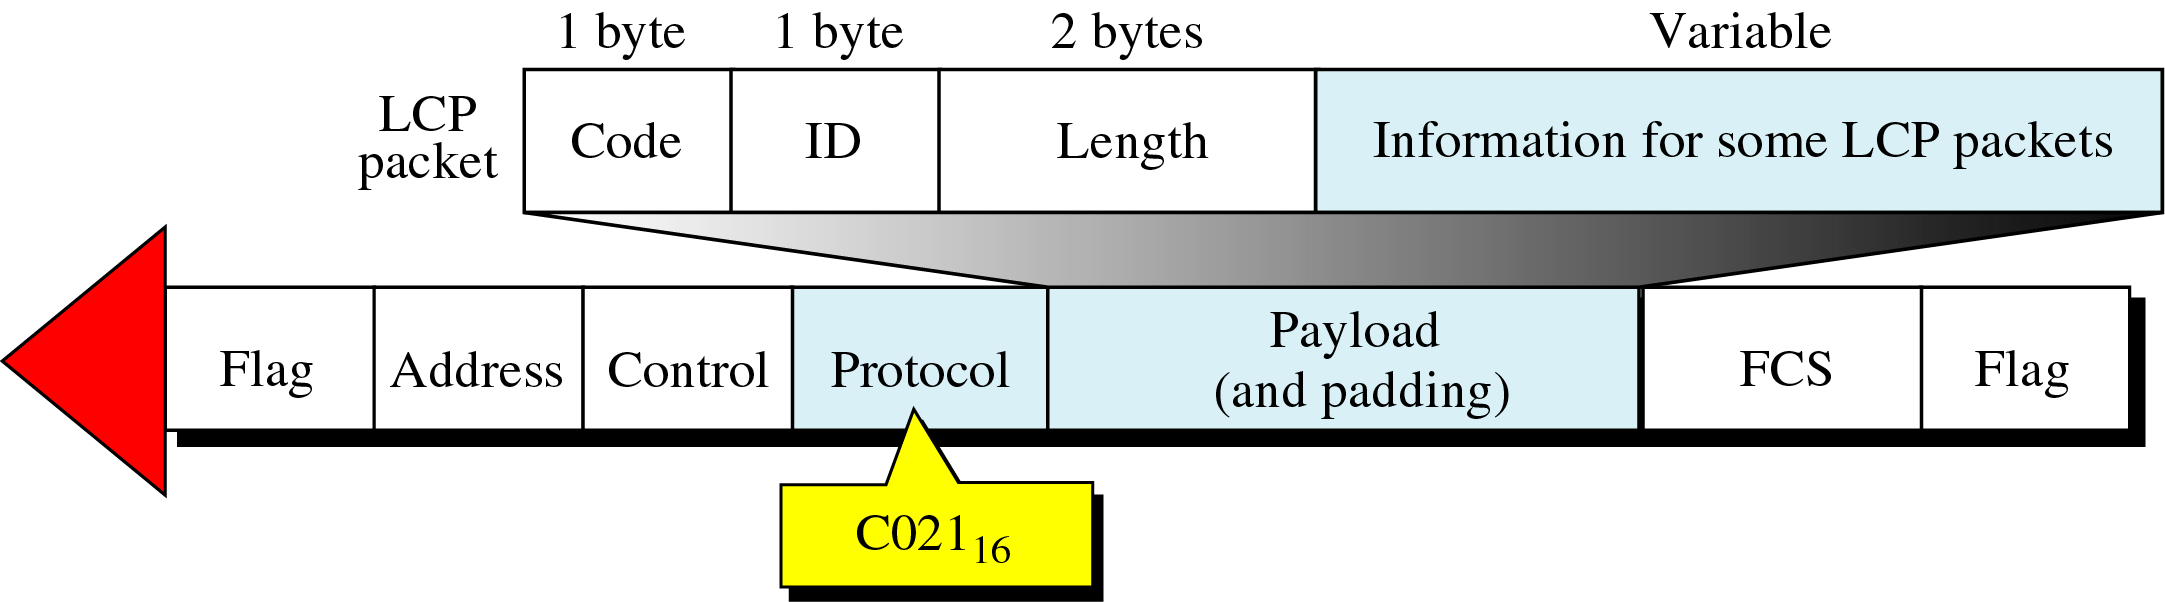 1 byte 1 byte 2 bytes Variable
LCP
packet
Code ID Length Information for some LCP packets
Flag Address Control Protocol Payload
(and padding) FCS Flag
C021₁₆